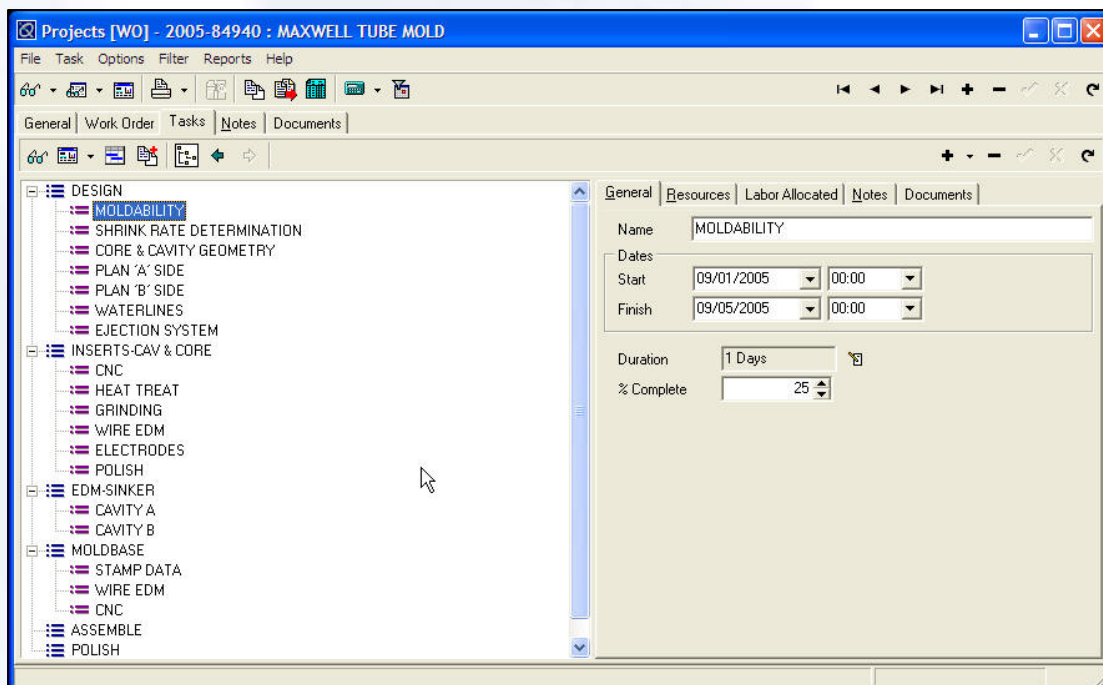 Projects [WO] - 2005-84940 : MAXWELL TUBE MOLD
File Task Options Filter Reports Help
General Work Order Tasks Notes Documents
DESIGN
MOLDABILITY
SHRINK RATE DETERMINATION
CORE & CAVITY GEOMETRY
PLAN 'A' SIDE
PLAN 'B' SIDE
WATERLINES
EJECTION SYSTEM
INSERTS-CAV & CORE
CNC
HEAT TREAT
GRINDING
WIRE EDM
ELECTRODES
POLISH
EDM-SINKER
CAVITY A
CAVITY B
MOLDBASE
STAMP DATA
WIRE EDM
CNC
ASSEMBLE
POLISH
General Resources Labor Allocated Notes Documents
Name MOLDABILITY
Dates
Start 09/01/2005 00:00
Finish 09/05/2005 00:00
Duration 1 Days
% Complete 25